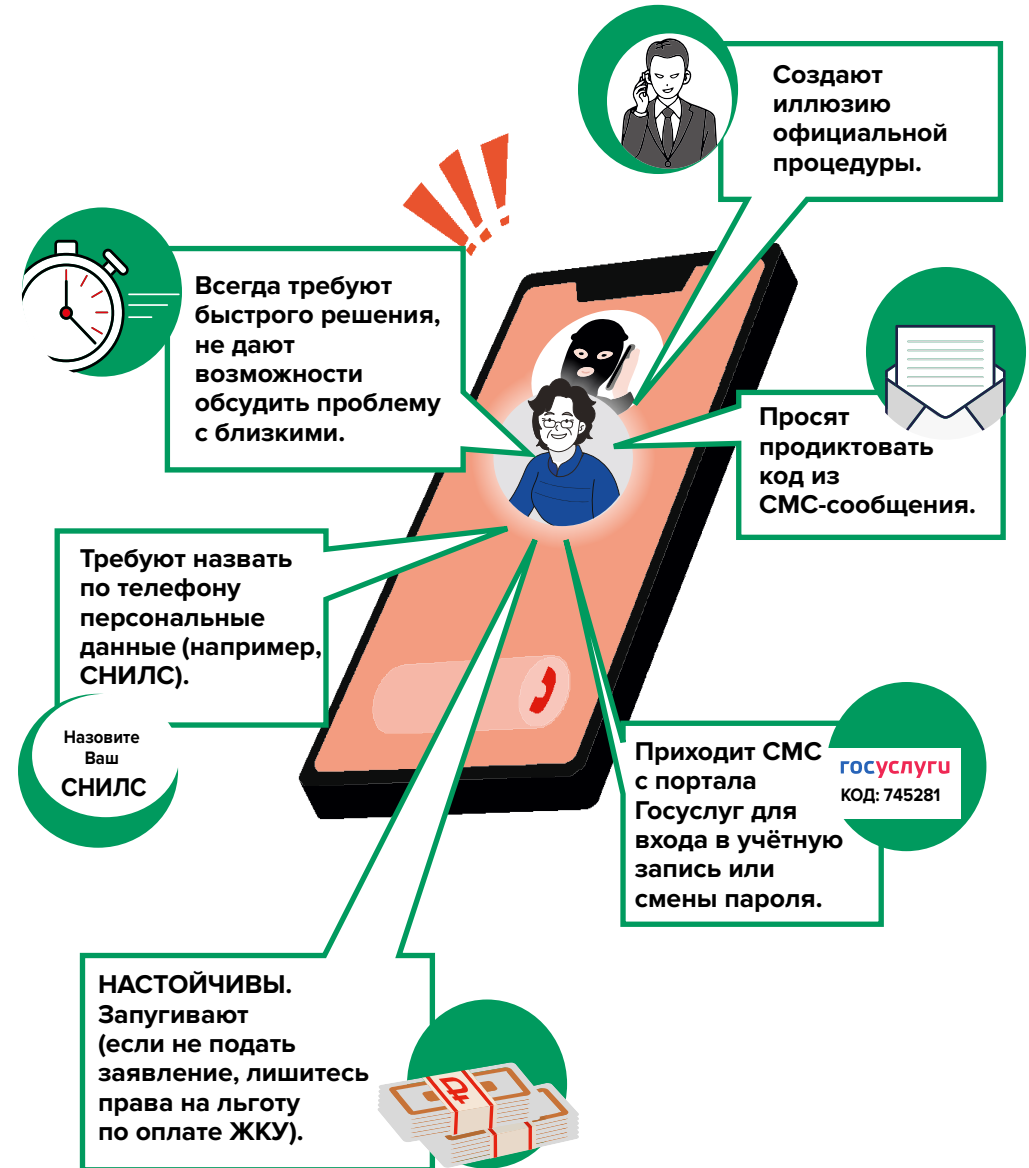 Создают
иллюзию
официальной
процедуры.
Всегда требуют
быстрого решения,
не дают
возможности
обсудить проблему
с близкими.
Просят
продиктовать
код из
СМС-сообщения.
Требуют назвать
по телефону
персональные
данные (например,
СНИЛС).
Назовите
Ваш
СНИЛС
Приходит СМС
с портала
Госуслуг для
входа в учётную
запись или
смены пароля.
госуслуги
КОД: 745281
НАСТОЙЧИВЫ.
Запугивают
(если не подать
заявление, лишитесь
права на льготу
по оплате ЖКУ).